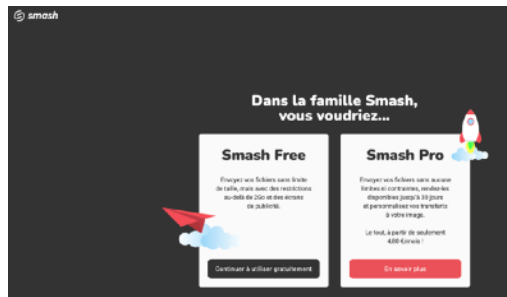 smash
Dans la famille Smash,
vous voudriez...
Smash Free
Envoyez vos fichiers sans limite
de taille, mais avec des restrictions
au-delà de 2Go et des écrans
de publicité.
Continuer à utiliser gratuitement
Smash Pro
Envoyez vos fichiers sans aucune
limites ni contraintes, rendez-les
disponibles jusqu'à 30 jours
et personnalisez vos transferts
à votre image.
Le tout, à partir de seulement
4,00 €/mois !
En savoir plus